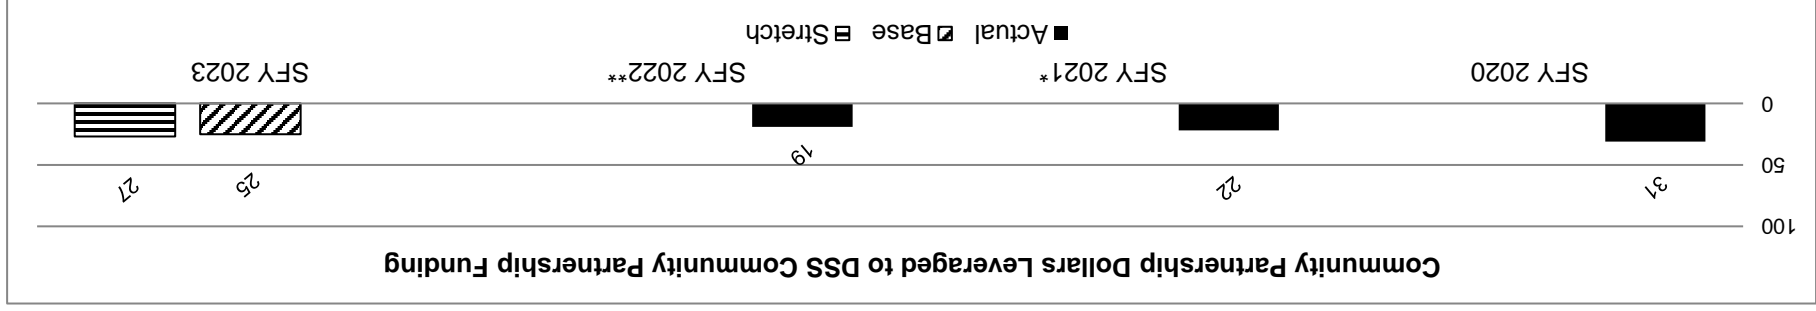 Community Partnership Dollars Leveraged to DSS Community Partnership Funding
100
50
0
31
22
19
25
27
SFY 2020
SFY 2021*
SFY 2022**
SFY 2023
Actual Base Stretch